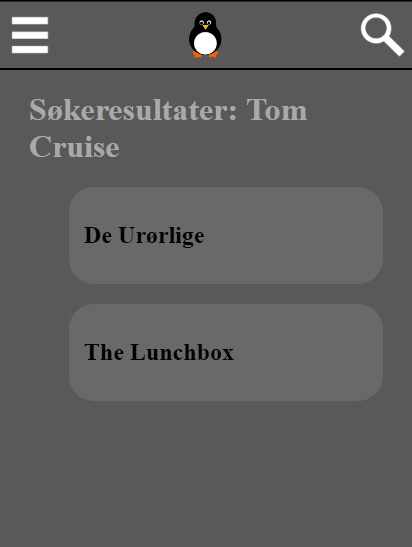 Søkeresultater: Tom
Cruise
De Urørlige
The Lunchbox